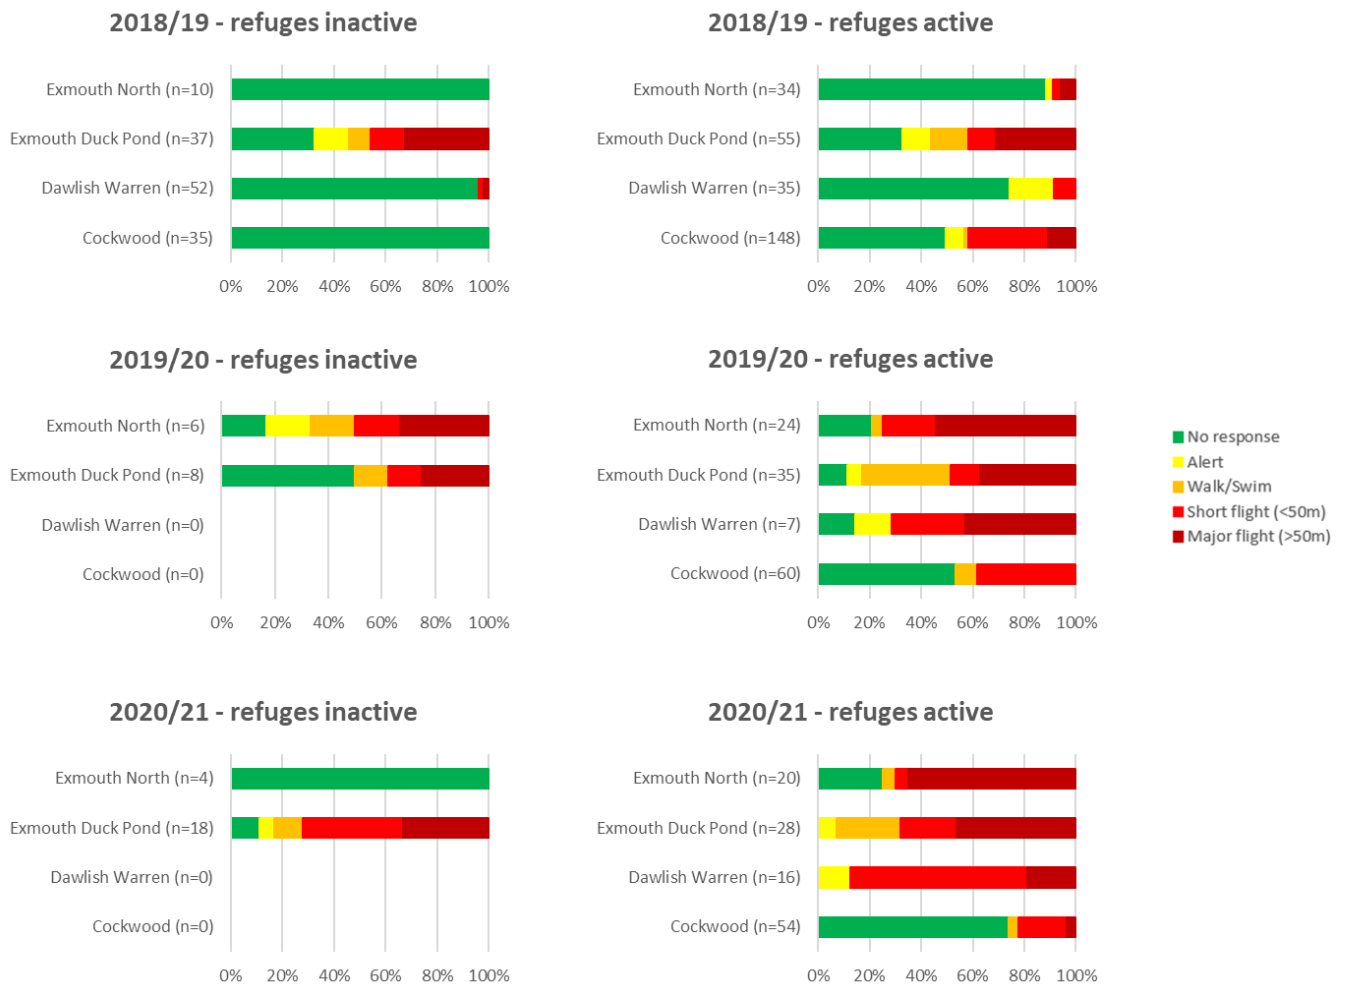 2018/19 - refuges inactive
Exmouth North (n=10)
Exmouth Duck Pond (n=37)
Dawlish Warren (n=52)
Cockwood (n=35)
0% 20% 40% 60% 80% 100%
2018/19 - refuges active
Exmouth North (n=34)
Exmouth Duck Pond (n=55)
Dawlish Warren (n=35)
Cockwood (n=148)
0% 20% 40% 60% 80% 100%
2019/20 - refuges inactive
Exmouth North (n=6)
Exmouth Duck Pond (n=8)
Dawlish Warren (n=0)
Cockwood (n=0)
0% 20% 40% 60% 80% 100%
2019/20 - refuges active
Exmouth North (n=24)
Exmouth Duck Pond (n=35)
Dawlish Warren (n=7)
Cockwood (n=60)
0% 20% 40% 60% 80% 100%
No response
Alert
Walk/Swim
Short flight (<50m)
Major flight (>50m)
2020/21 - refuges inactive
Exmouth North (n=4)
Exmouth Duck Pond (n=18)
Dawlish Warren (n=0)
Cockwood (n=0)
0% 20% 40% 60% 80% 100%
2020/21 - refuges active
Exmouth North (n=20)
Exmouth Duck Pond (n=28)
Dawlish Warren (n=16)
Cockwood (n=54)
0% 20% 40% 60% 80% 100%